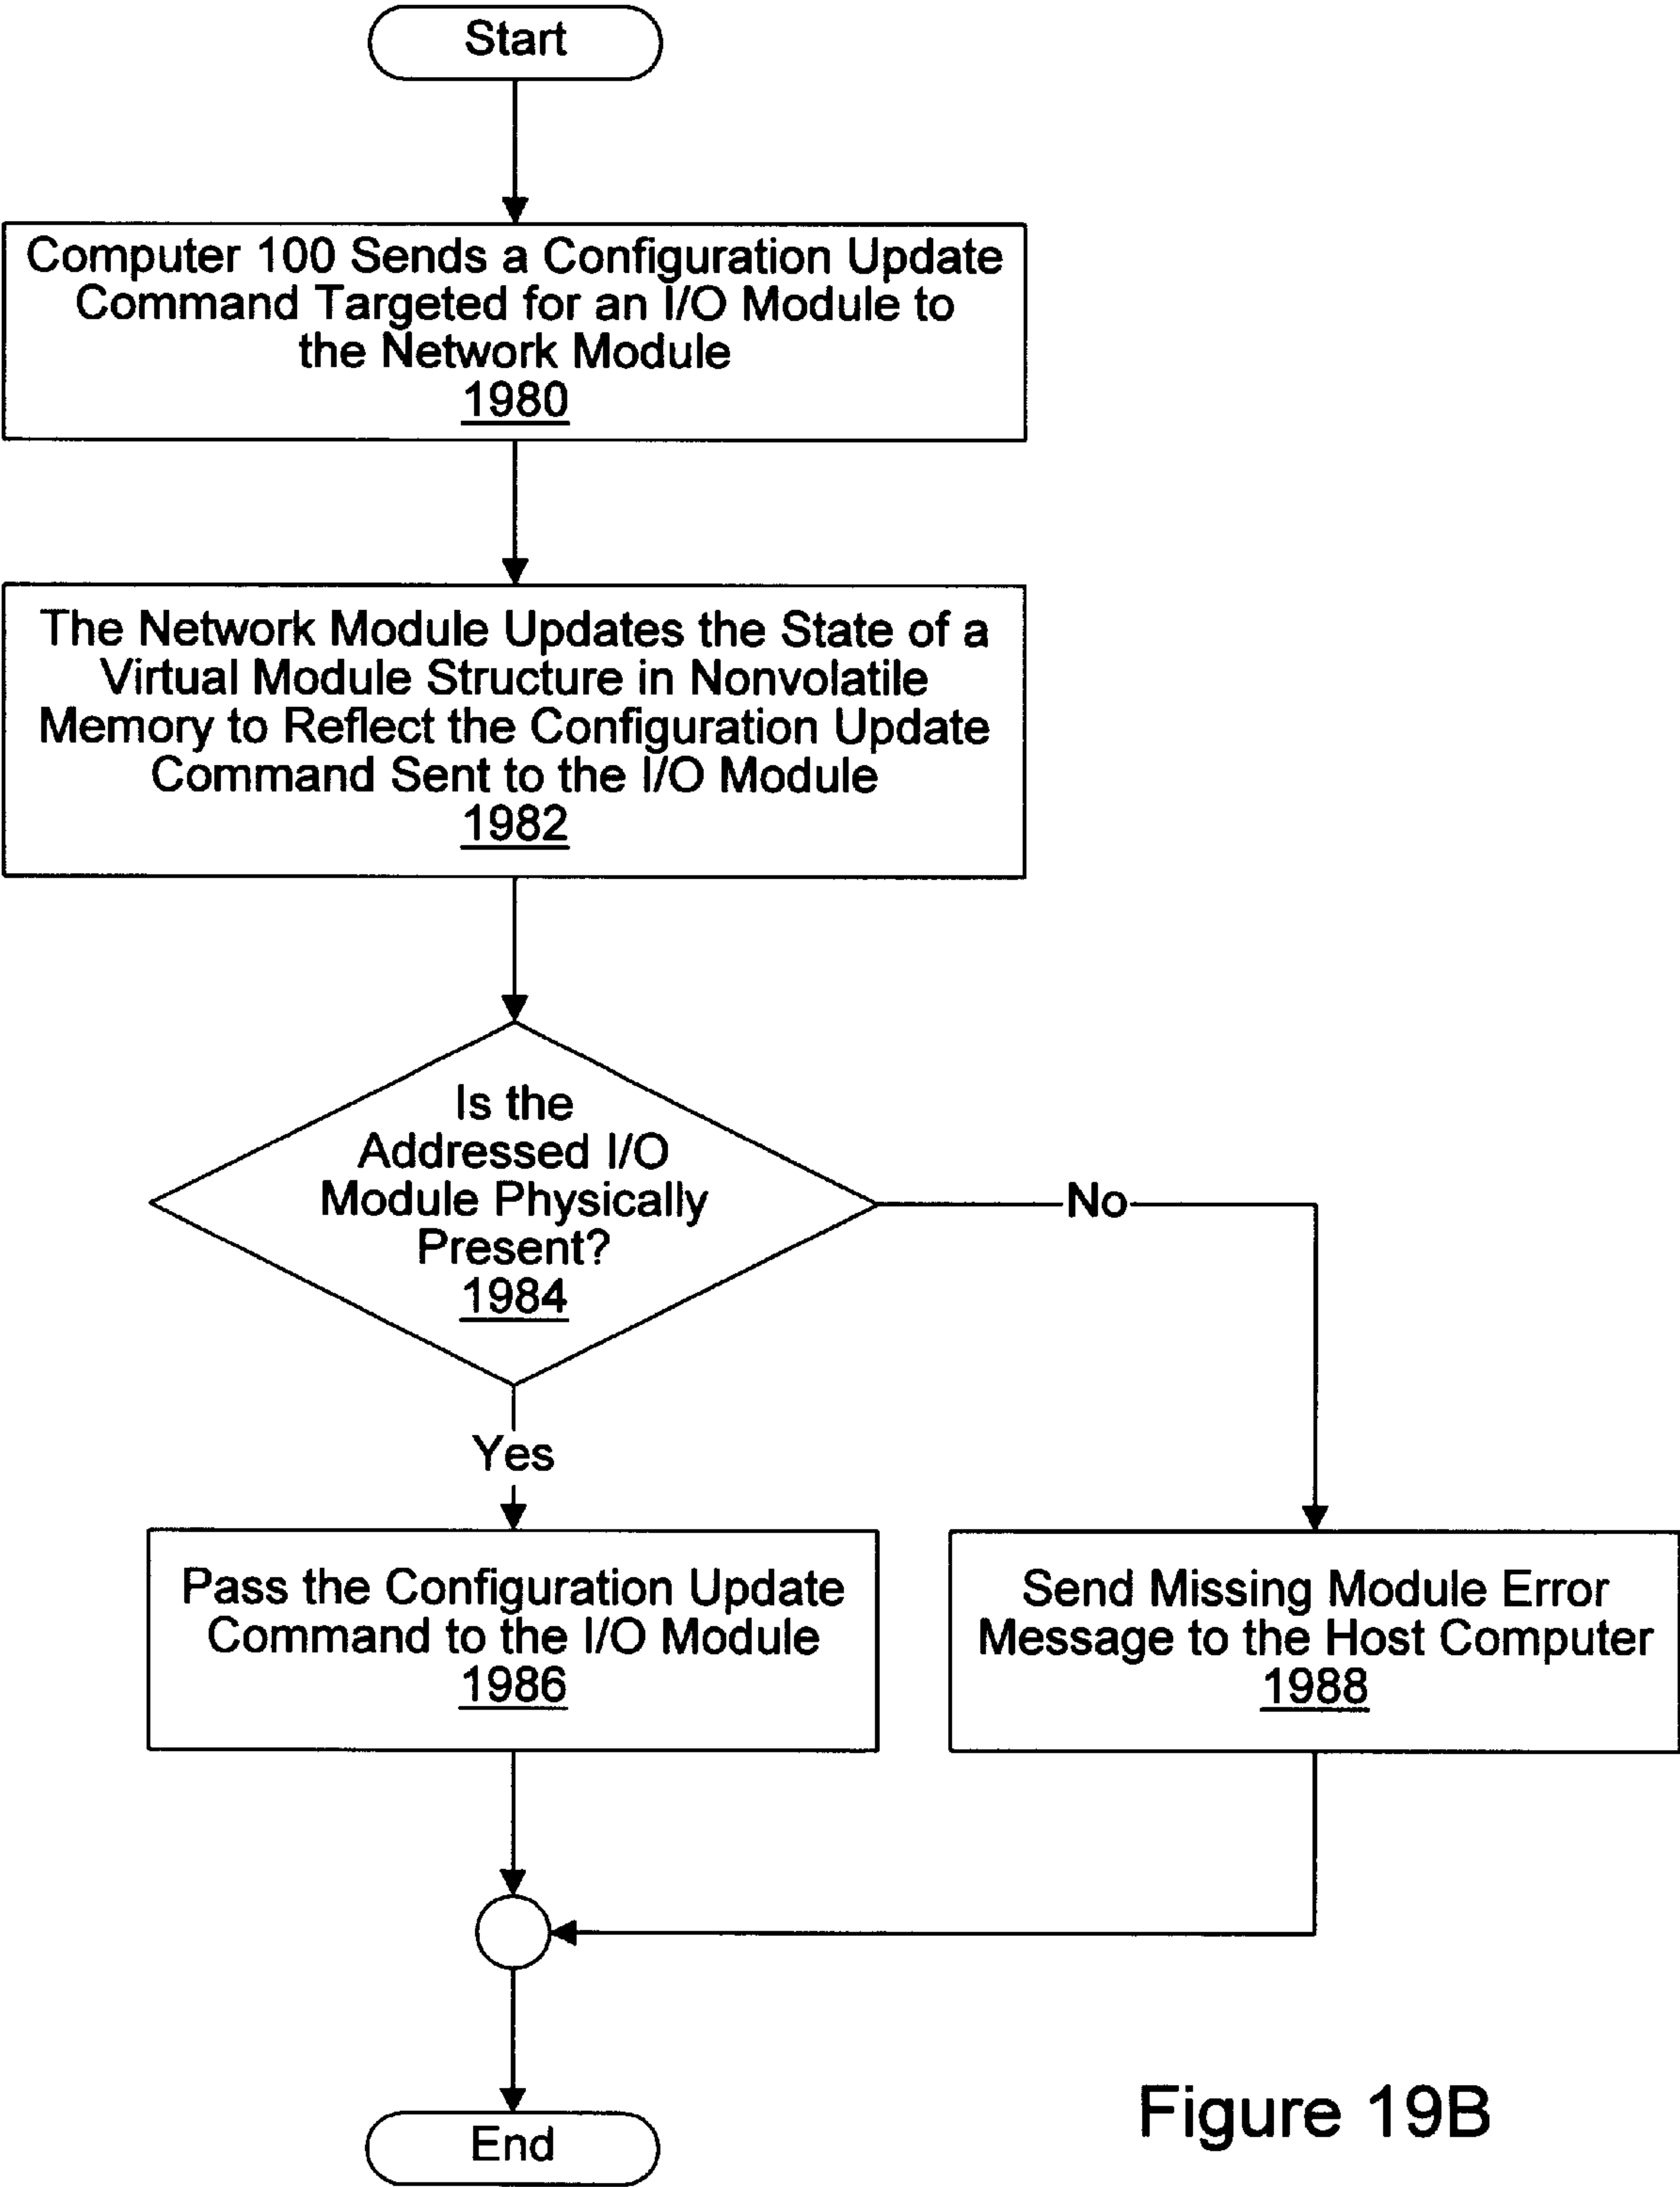 Start
Computer 100 Sends a Configuration Update
Command Targeted for an I/O Module to
the Network Module
1980
The Network Module Updates the State of a
Virtual Module Structure in Nonvolatile
Memory to Reflect the Configuration Update
Command Sent to the I/O Module
1982
Is the
Addressed I/O
Module Physically
Present?
1984
No
Yes
Pass the Configuration Update
Command to the I/O Module
1986
Send Missing Module Error
Message to the Host Computer
1988
End
Figure 19B